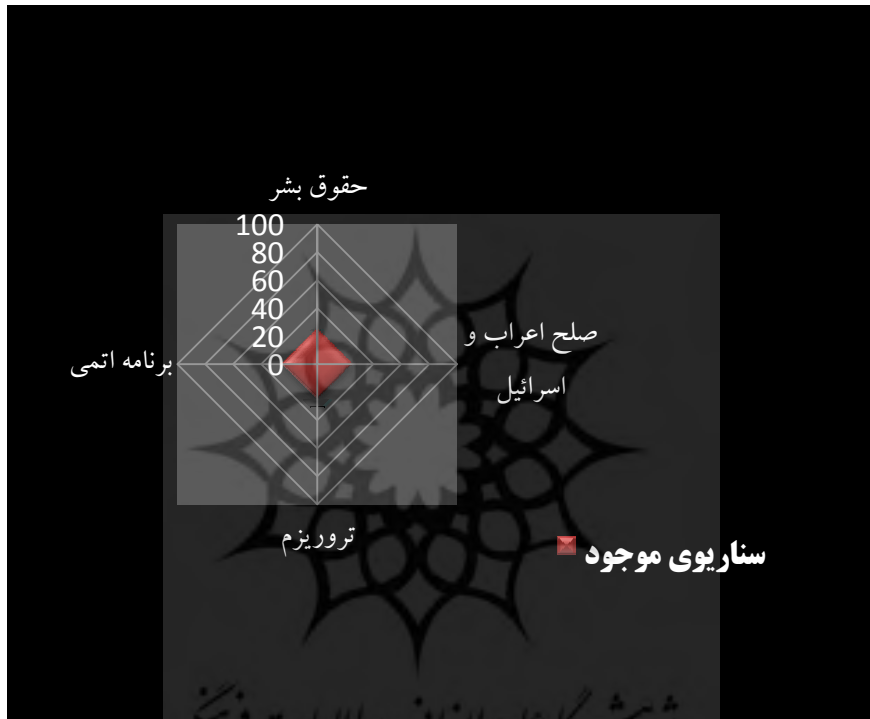 حقوق بشر
100
80
60
40
20
0
صلح اعراب و
اسرائیل
برنامه اتمی
تروریزم
سناریوی موجود